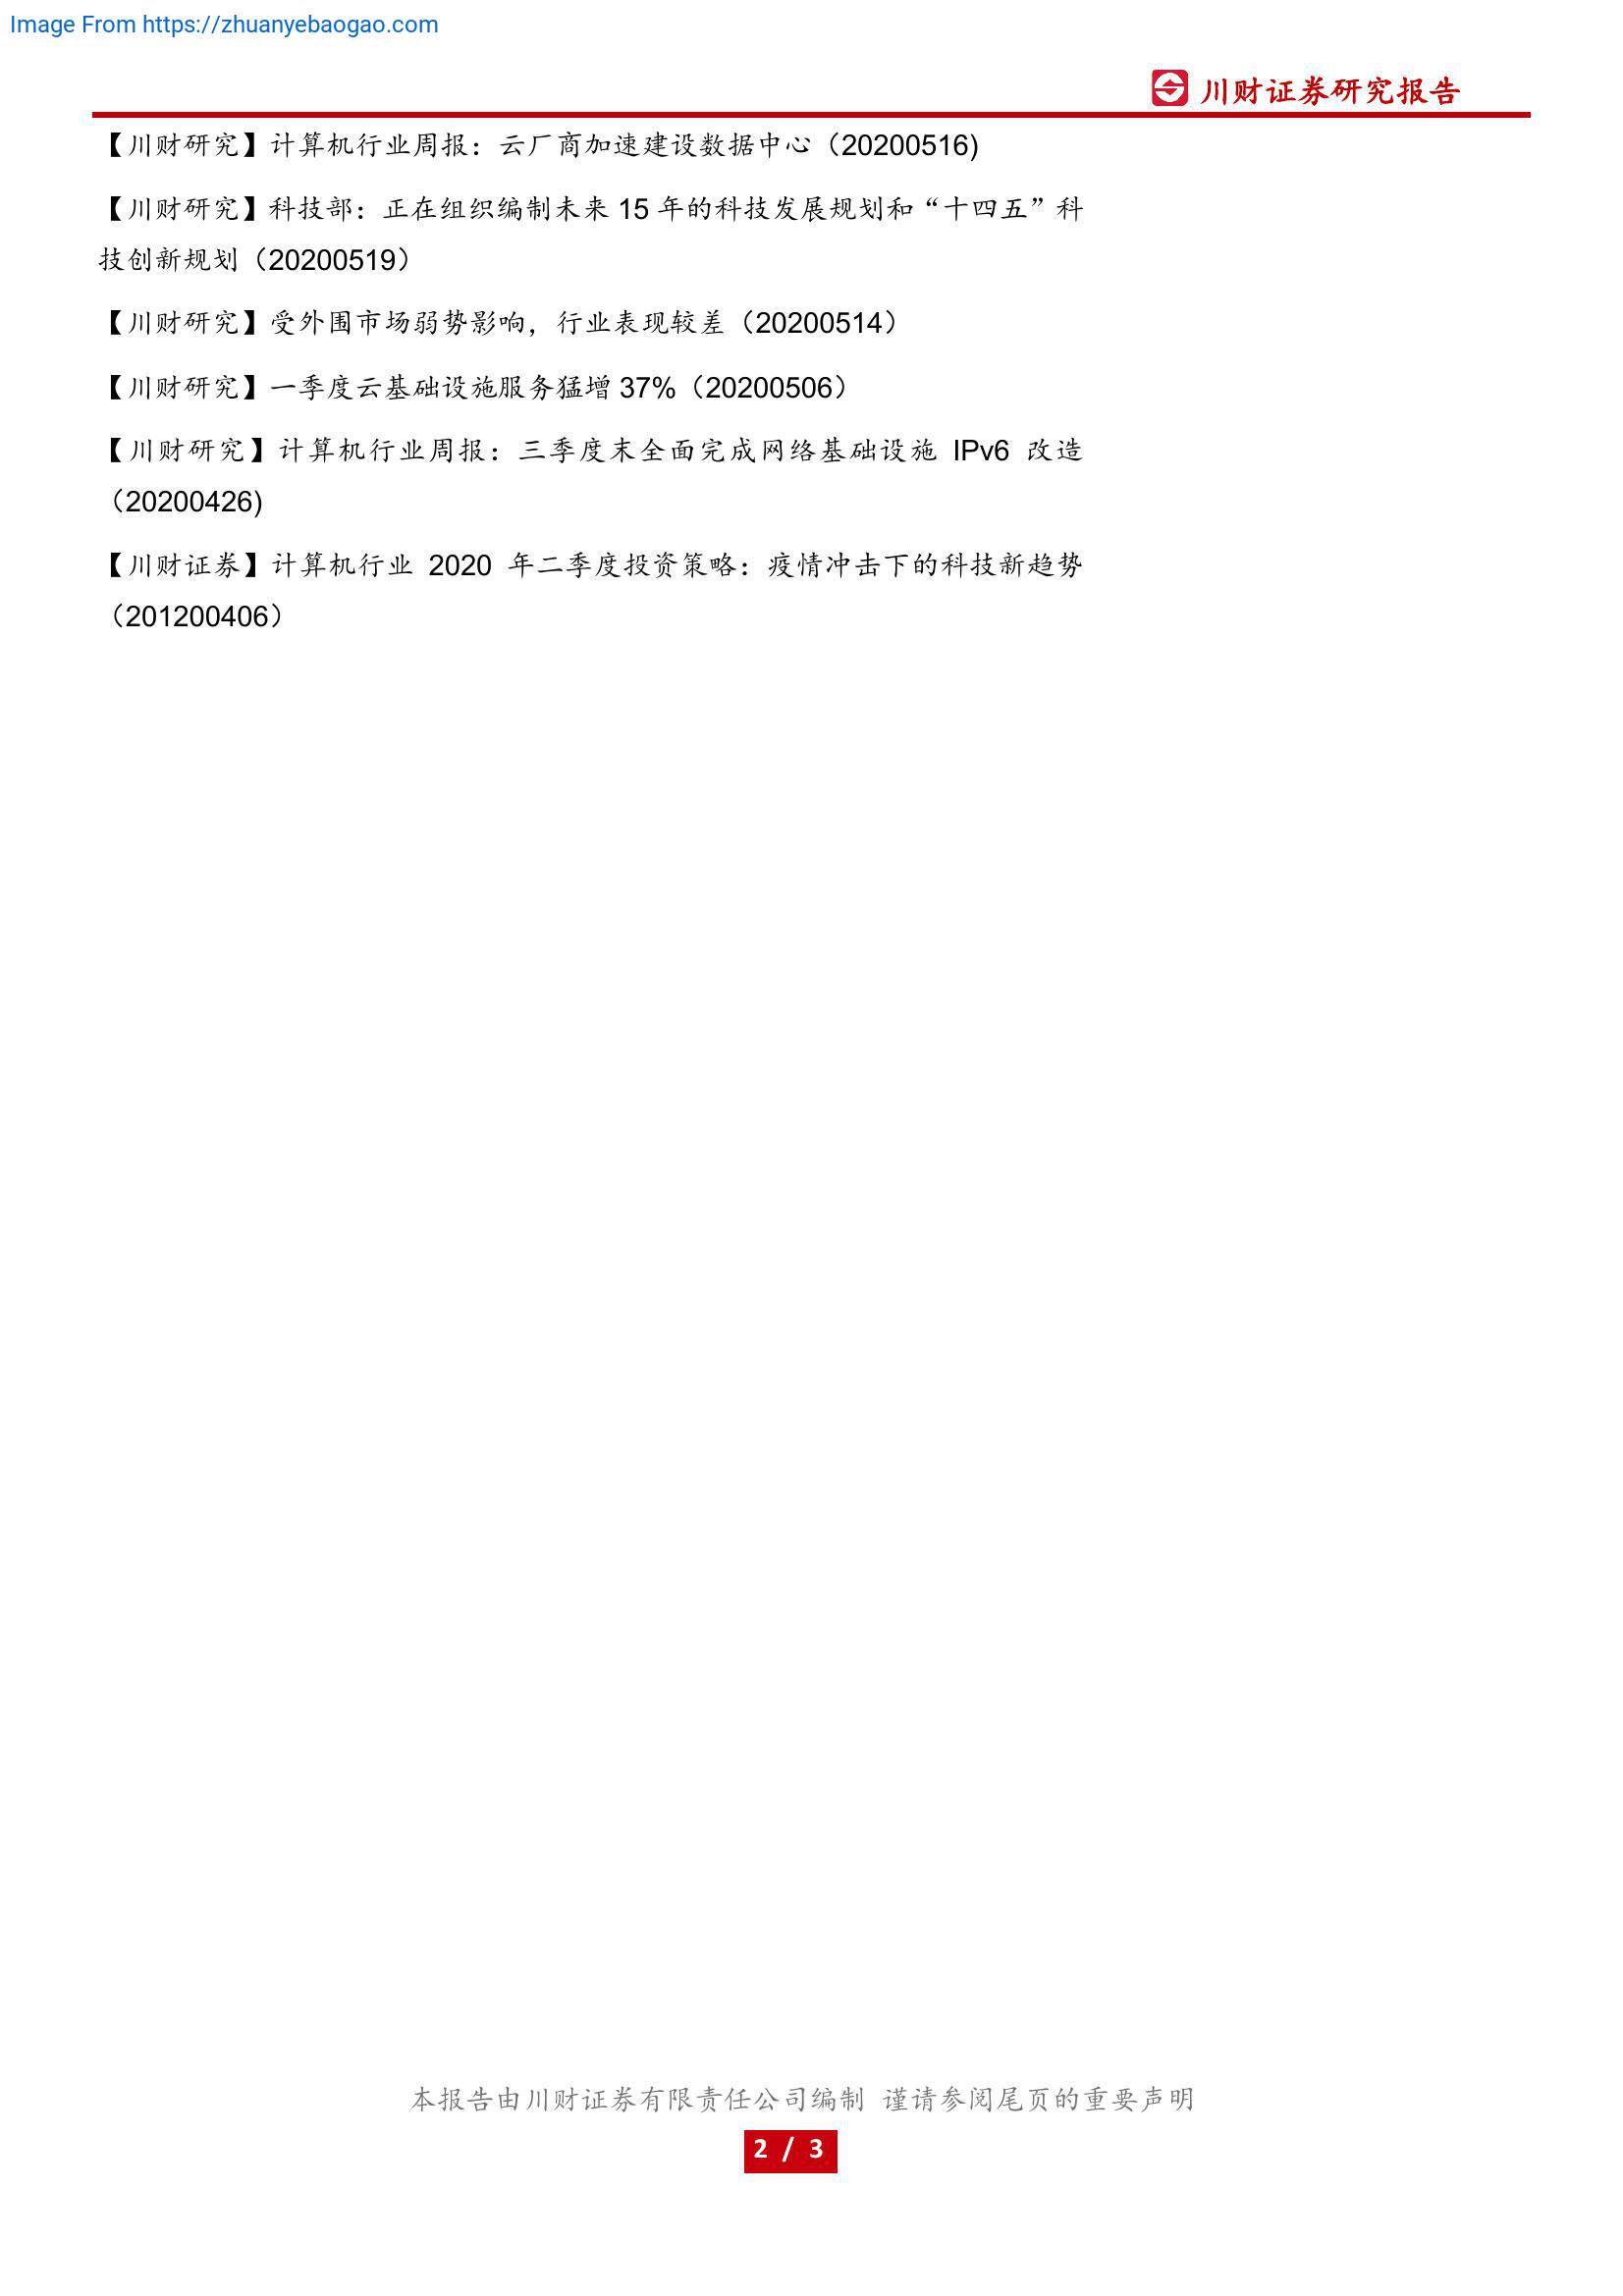 Image From https://zhuanyebaogao.com
川财证券研究报告
【川财研究】计算机行业周报：云厂商加速建设数据中心（20200516)
【川财研究】科技部：正在组织编制未来 15 年的科技发展规划和“十四五”科
技创新规划（20200519）
【川财研究】受外围市场弱势影响，行业表现较差（20200514）
【川财研究】一季度云基础设施服务猛增 37%（20200506）
【川财研究】计算机行业周报：三季度末全面完成网络基础设施 IPv6 改造
（20200426)
【川财证券】计算机行业 2020 年二季度投资策略：疫情冲击下的科技新趋势
（201200406）
本报告由川财证券有限责任公司编制 谨请参阅尾页的重要声明
2 / 3